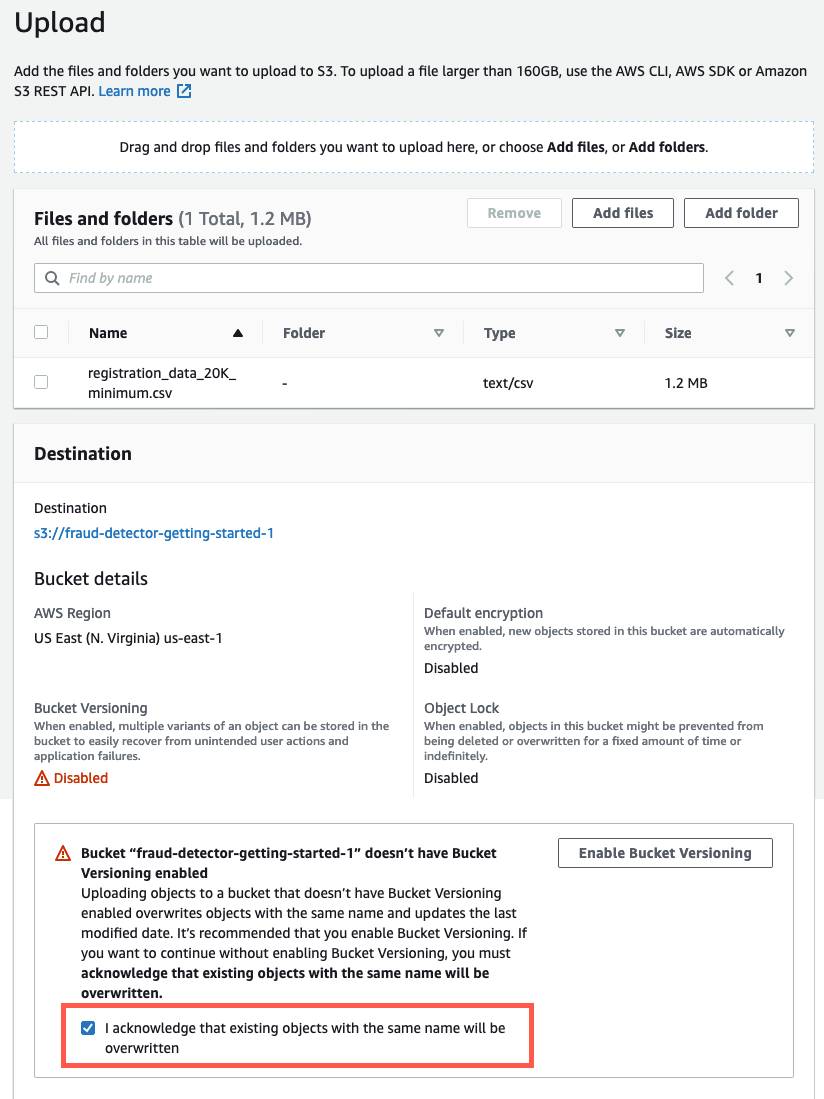 Upload
Add the files and folders you want to upload to S3. To upload a file larger than 160GB, use the AWS CLI, AWS SDK or Amazon
S3 REST API. Learn more
Drag and drop files and folders you want to upload here, or choose Add files, or Add folders.
Files and folders (1 Total, 1.2 MB)
Remove
Add files
Add folder
All files and folders in this table will be uploaded.
Find by name
1
Name
Folder
Type
Size
registration_data_20K_
minimum.csv
-
text/csv
1.2 MB
Destination
Destination
s3://fraud-detector-getting-started-1
Bucket details
AWS Region
US East (N. Virginia) us-east-1
Default encryption
When enabled, new objects stored in this bucket are automatically
encrypted.
Disabled
Bucket Versioning
When enabled, multiple variants of an object can be stored in the
bucket to easily recover from unintended user actions and
application failures.
Disabled
Object Lock
When enabled, objects in this bucket might be prevented from
being deleted or overwritten for a fixed amount of time or
indefinitely.
Disabled
Bucket “fraud-detector-getting-started-1” doesn’t have Bucket
Versioning enabled
Enable Bucket Versioning
Uploading objects to a bucket that doesn’t have Bucket Versioning
enabled overwrites objects with the same name and updates the last
modified date. It’s recommended that you enable Bucket Versioning. If
you want to continue without enabling Bucket Versioning, you must
acknowledge that existing objects with the same name will be
overwritten.
I acknowledge that existing objects with the same name will be
overwritten